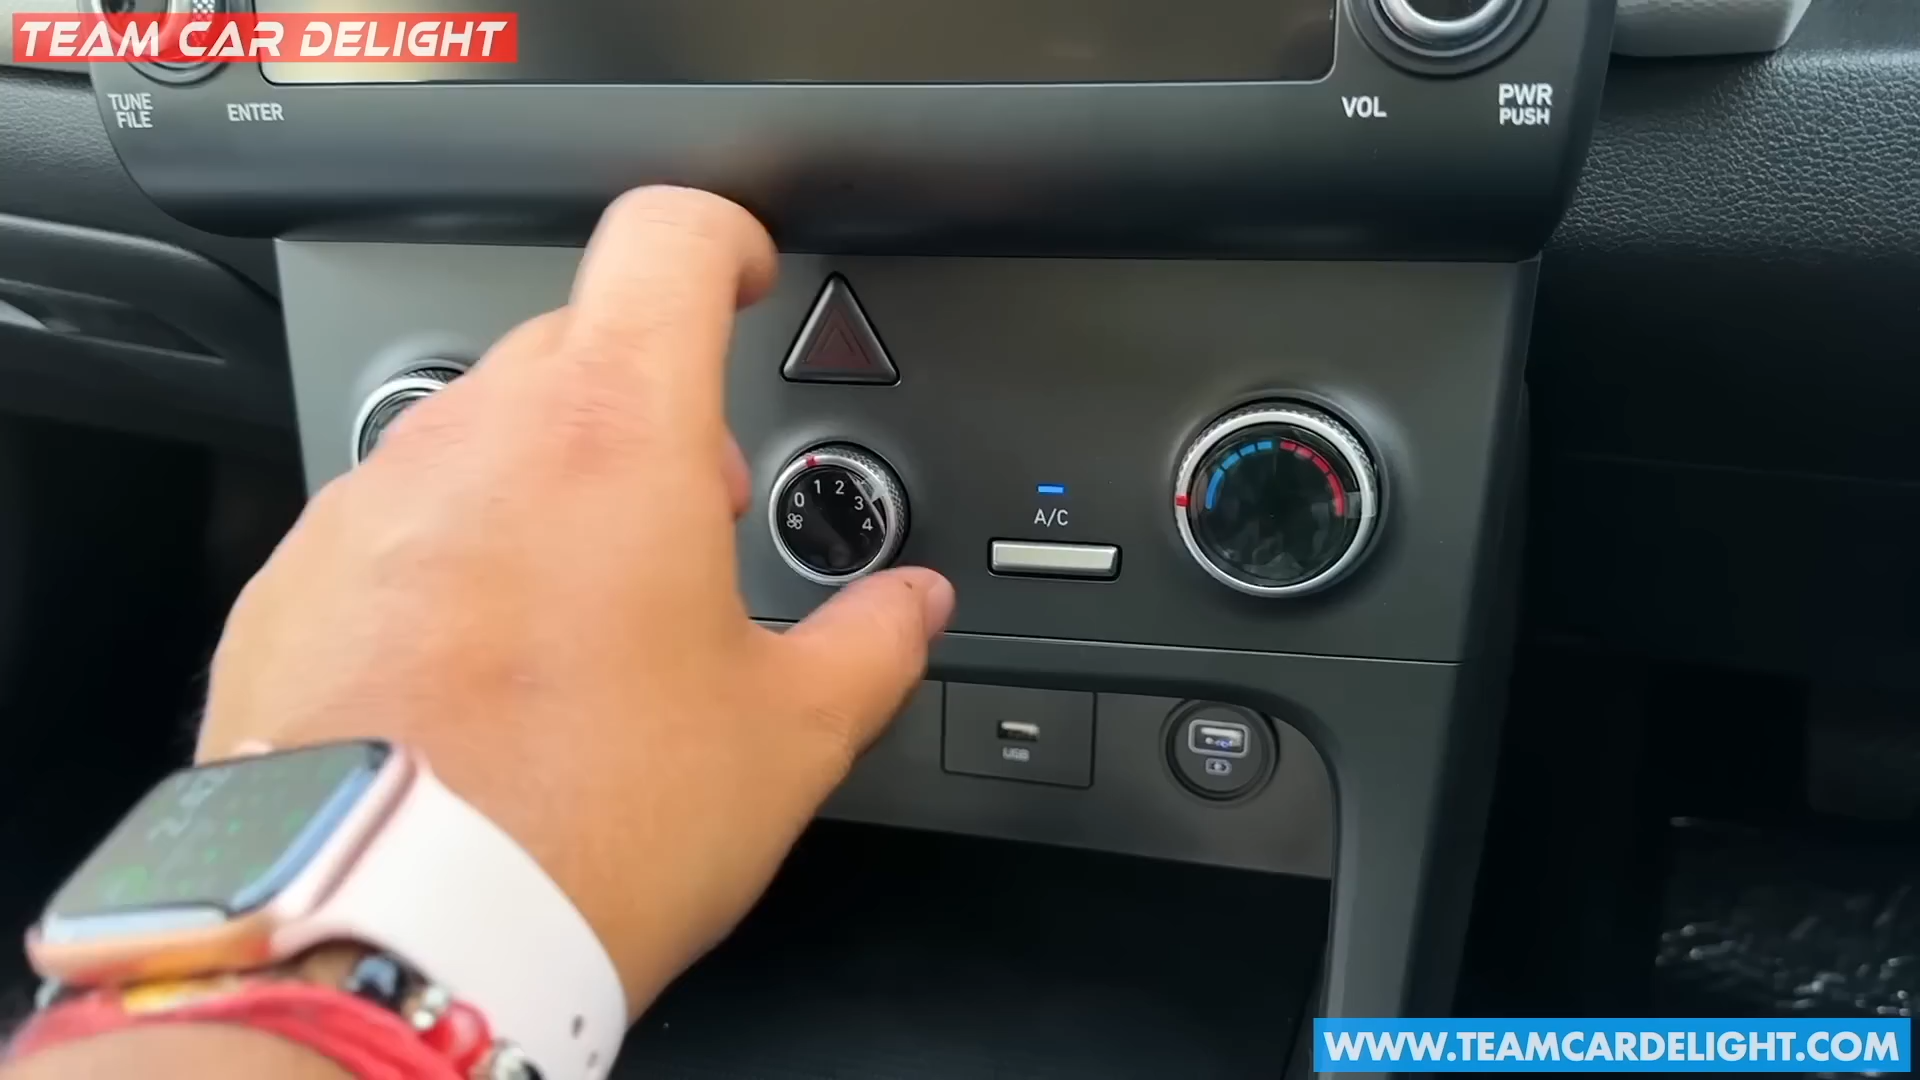 TEAM CAR DELIGHT
TUNE
FILE
ENTER
VOL
PWR
PUSH
0 1 2 3 4
A/C
USB
WWW.TEAMCARDELIGHT.COM